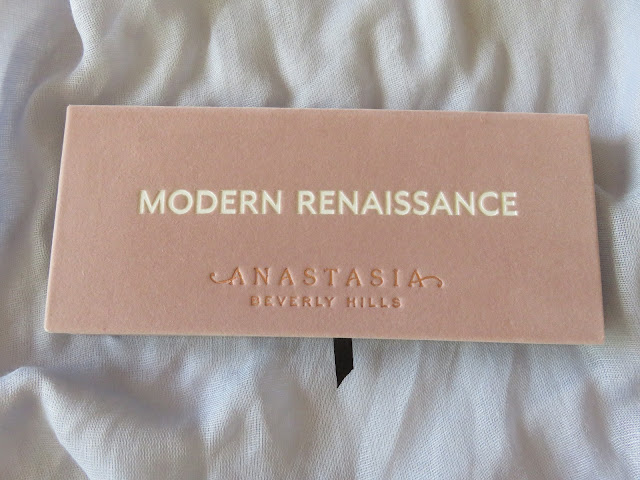 MODERN RENAISSANCE
ANASTASIA
BEVERLY HILLS